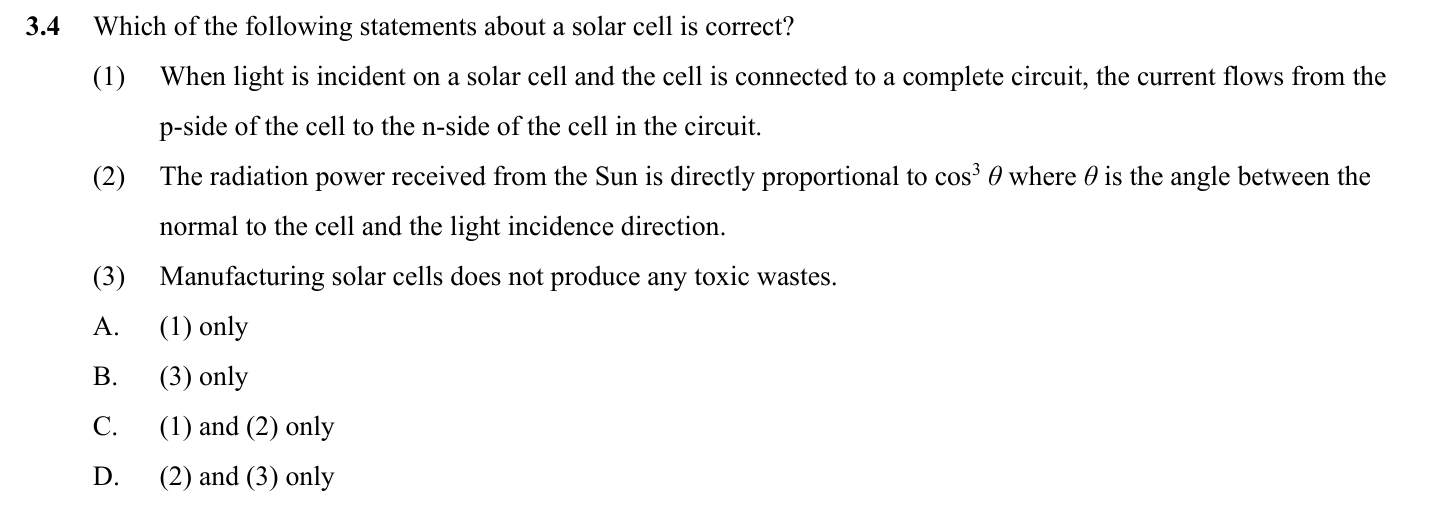 3.4 Which of the following statements about a solar cell is correct?
(1) When light is incident on a solar cell and the cell is connected to a complete circuit, the current flows from the
p-side of the cell to the n-side of the cell in the circuit.
(2) The radiation power received from the Sun is directly proportional to cos³ θ where θ is the angle between the
normal to the cell and the light incidence direction.
(3) Manufacturing solar cells does not produce any toxic wastes.
A. (1) only
B. (3) only
C. (1) and (2) only
D. (2) and (3) only